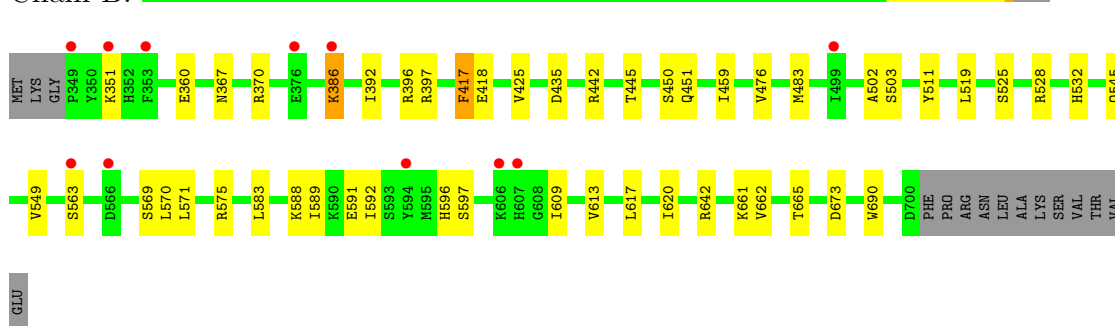 MET LYS GLY P349 Y350 K351 H352 F353 E360 N367 R370 E376 K386 I392 R396 R397 F417 E418 V425 D435 R442 T445 S450 Q451 I459 V476 M483 I499 A502 S503 Y511 L519 S525 R528 H532
V549 S563 D566 S569 L570 L571 R575 L583 K588 I589 K590 E591 I592 S593 Y594 M595 H596 S597 K606 H607 G608 I609 V613 L617 I620 R642 K661 V662 T665 D673 W690 D700 PHE PRO ARG ASN LEU ALA LYS SER VAL THR
GLU